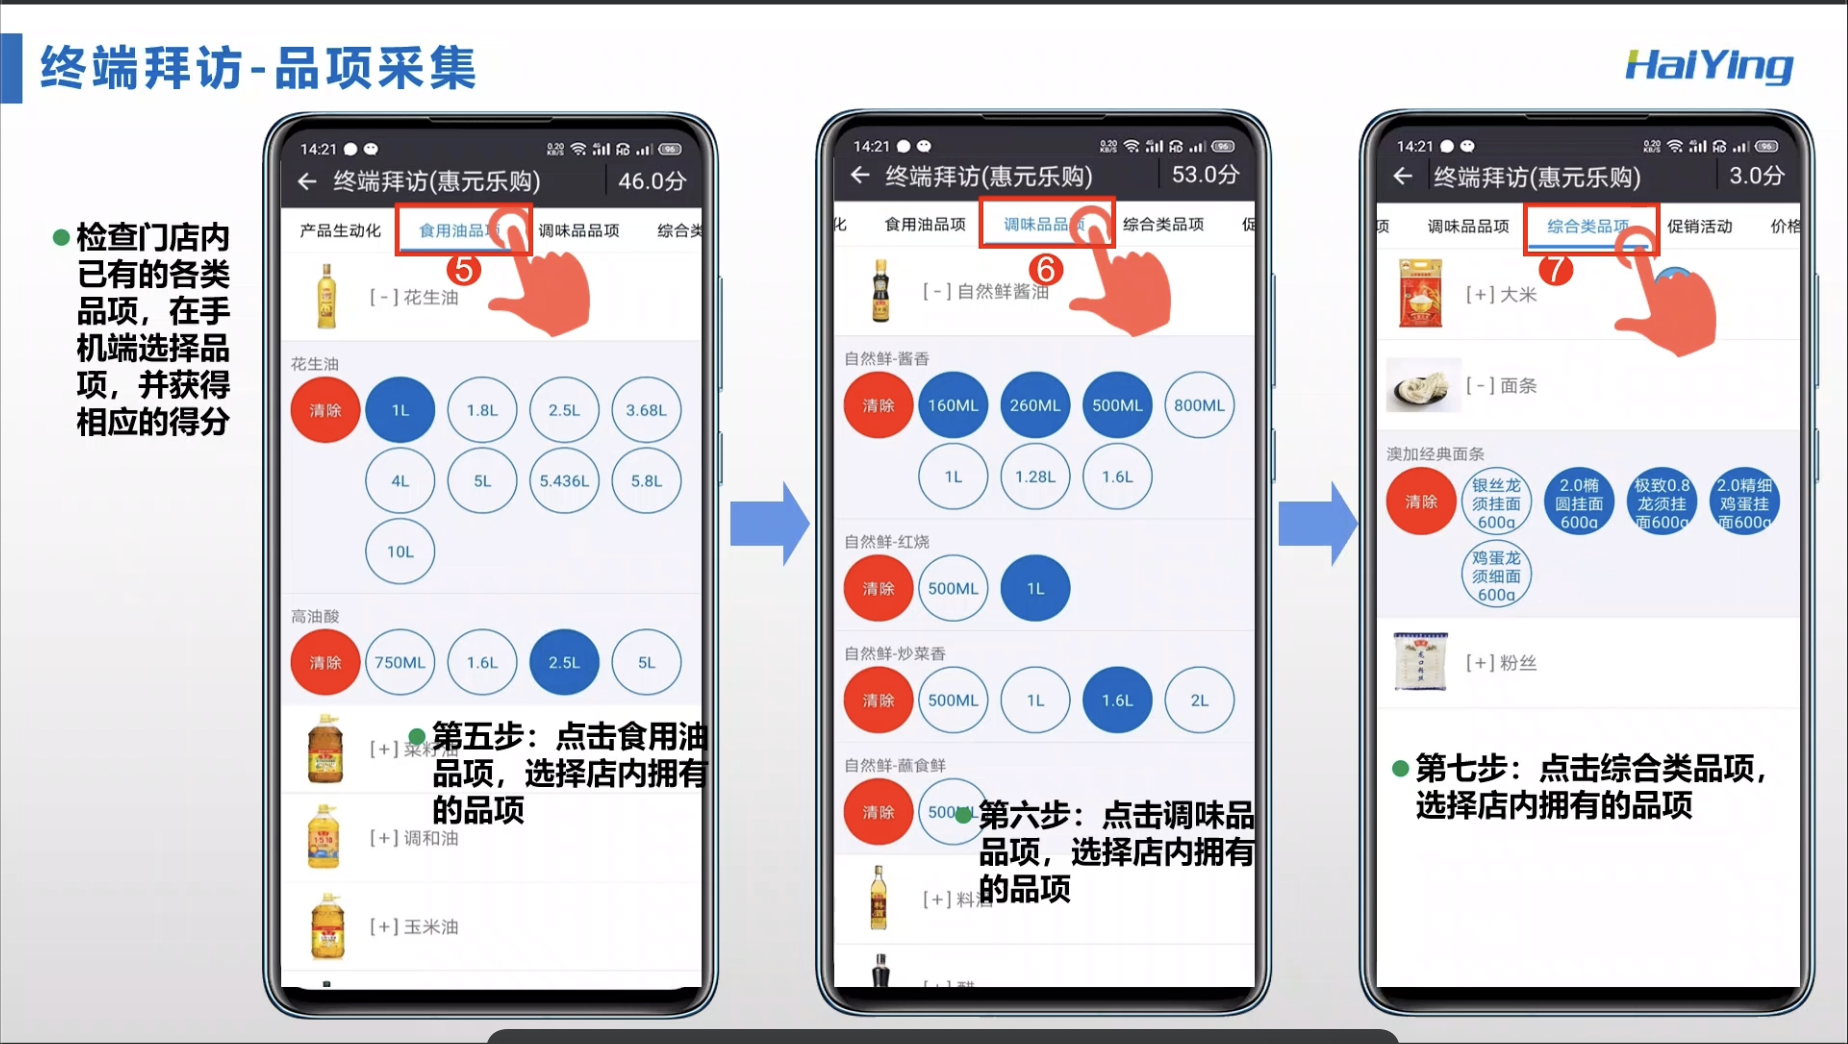 终端拜访-品项采集
HaiYing
检查门店内
已有的各类
品项，在手
机端选择品
项，并获得
相应的得分
14:21
0.20
KB/S
HD
96
← 终端拜访(惠元乐购)
46.0分
产品生动化
食用油品项
调味品品项
综合类
5
[-]花生油
花生油
清除
1L
1.8L
2.5L
3.68L
4L
5L
5.436L
5.8L
10L
高油酸
清除
750ML
1.6L
2.5L
5L
[+]菜籽油
第五步：点击食用油
品项，选择店内拥有
的品项
[+]调和油
[+]玉米油
14:21
0.20
KB/S
HD
96
← 终端拜访(惠元乐购)
53.0分
化
食用油品项
调味品品项
综合类品项
促
6
[-]自然鲜酱油
自然鲜-酱香
清除
160ML
260ML
500ML
800ML
1L
1.28L
1.6L
自然鲜-红烧
清除
500ML
1L
自然鲜-炒菜香
清除
500ML
1L
1.6L
2L
自然鲜-蘸食鲜
清除
500ML
第六步：点击调味品
品项，选择店内拥有
的品项
[+]料酒
14:21
0.20
KB/S
HD
96
← 终端拜访(惠元乐购)
3.0分
项
调味品品项
综合类品项
促销活动
价格
7
[+]大米
[-]面条
澳加经典面条
清除
银丝龙
须挂面
600g
2.0椭
圆挂面
600g
极致0.8
龙须挂
面600g
2.0精细
鸡蛋挂
面600g
鸡蛋龙
须细面
600g
[+]粉丝
第七步：点击综合类品项，
选择店内拥有的品项